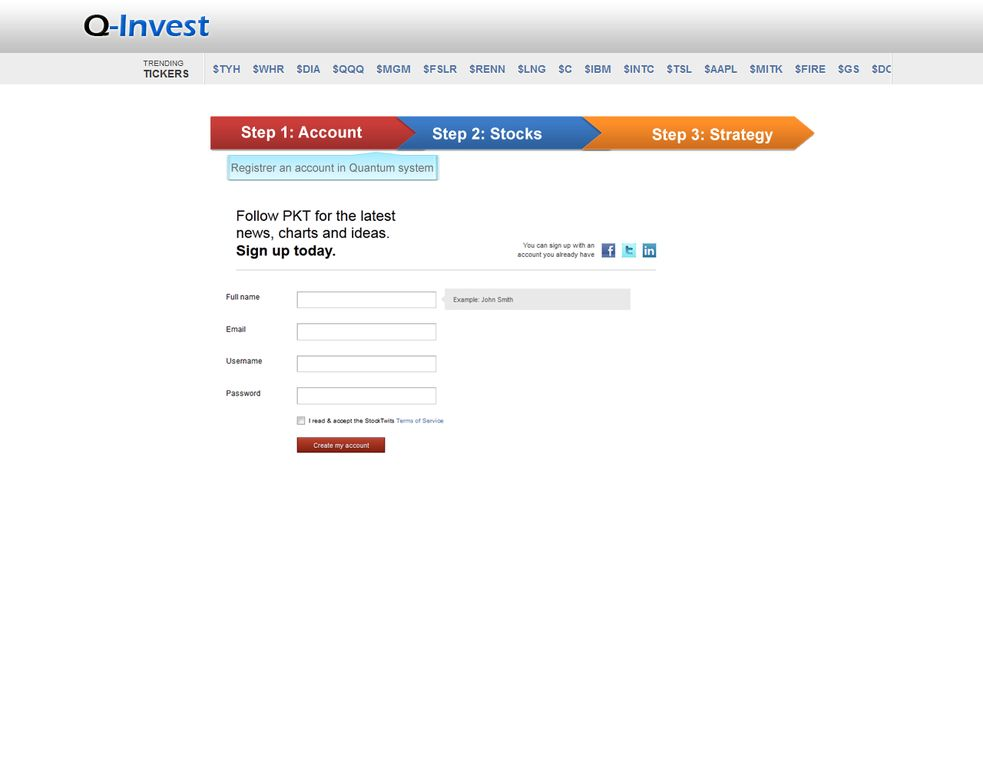 Q-Invest
TRENDING
TICKERS
$TYH $WHR $DIA $QQQ $MGM $FSLR $RENN $LNG $C $IBM $INTC $TSL $AAPL $MITK $FIRE $GS $DC
Step 1: Account Step 2: Stocks Step 3: Strategy
Registrer an account in Quantum system
Follow PKT for the latest
news, charts and ideas.
Sign up today.
You can sign up with an
account you already have
f t in
Full name
Example: John Smith
Email
Username
Password
I read & accept the StockTwits Terms of Service
Create my account